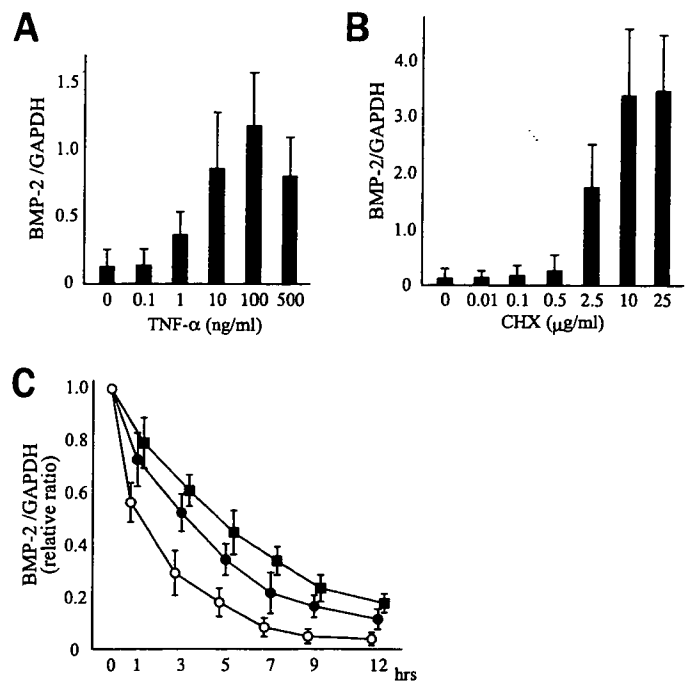 A
BMP-2 /GAPDH
1.5
1.0
0.5
0
0 0.1 1 10 100 500
TNF-α (ng/ml)
B
BMP-2/GAPDH
4.0
3.0
2.0
1.0
0
0 0.01 0.1 0.5 2.5 10 25
CHX (μg/ml)
C
BMP-2 /GAPDH
(relative ratio)
1.0
0.8
0.6
0.4
0.2
0
0 1 3 5 7 9 12 hrs